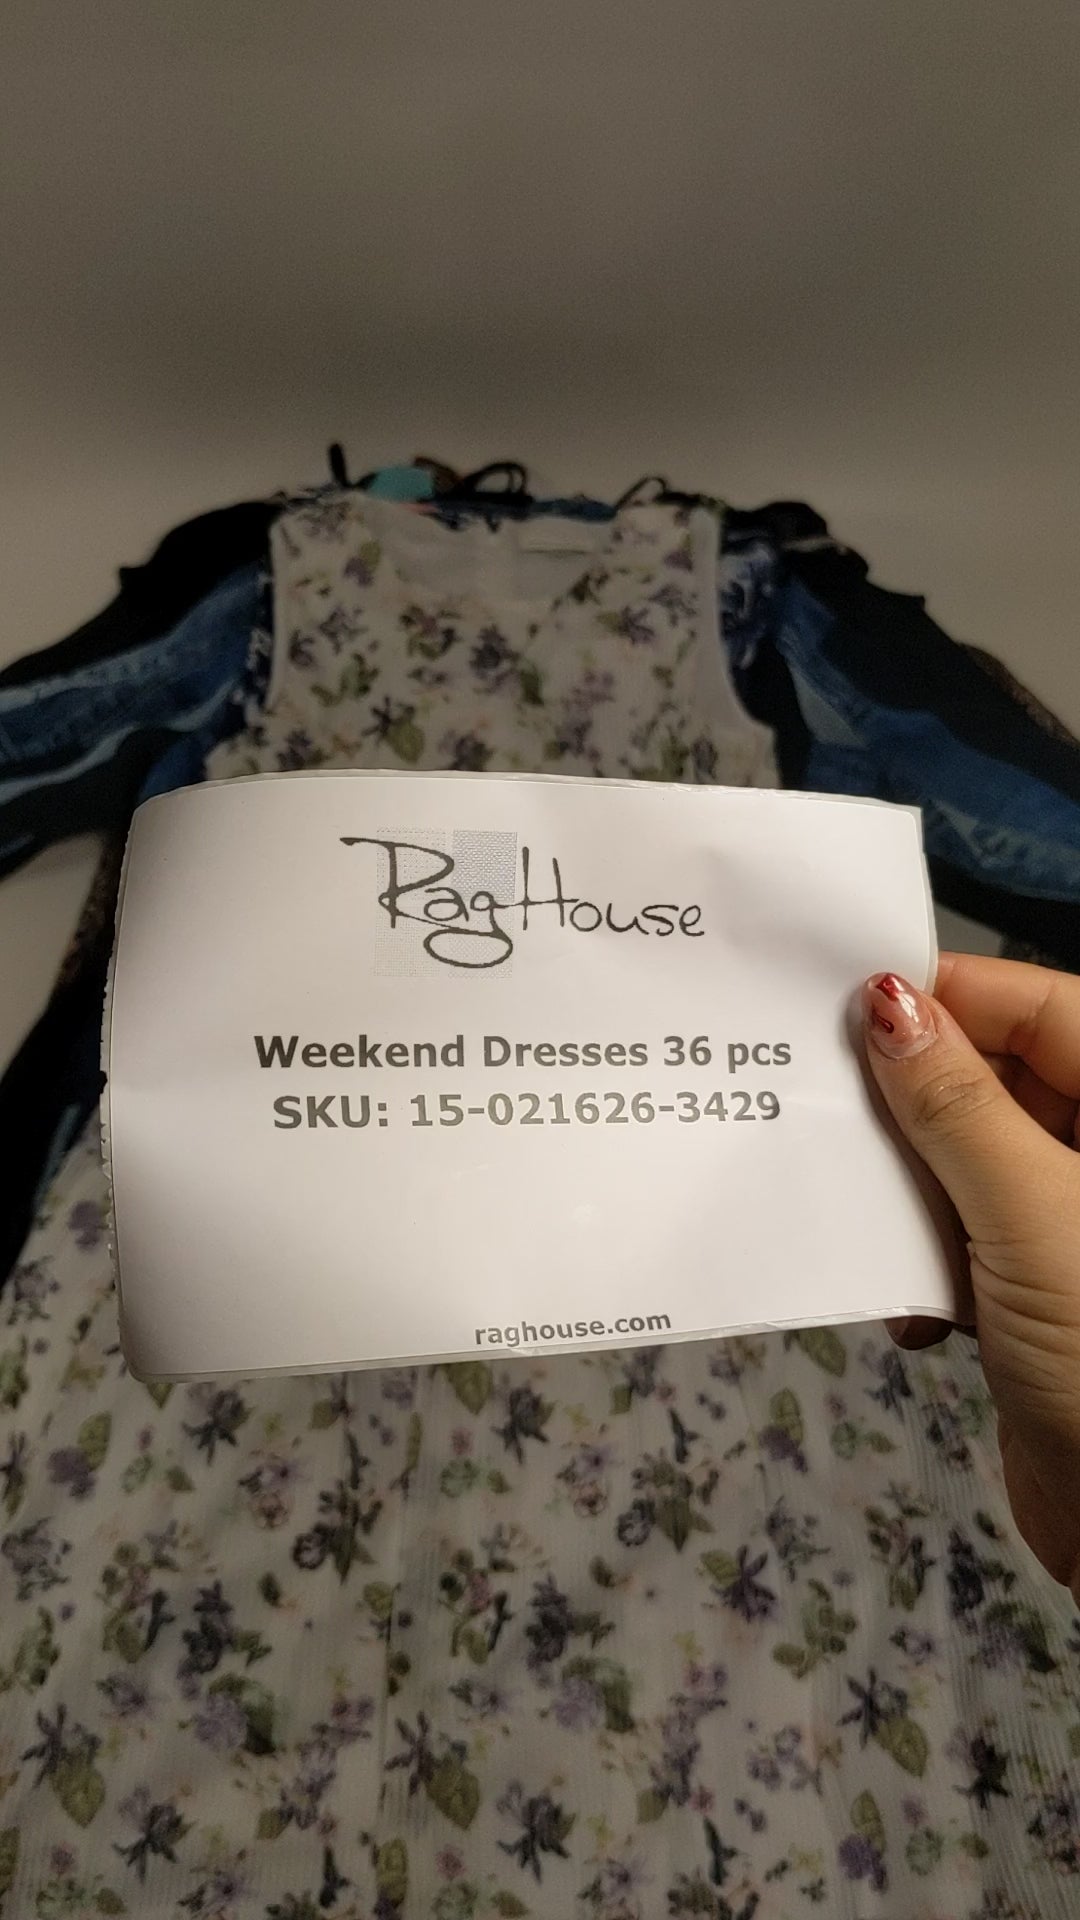 RagHouse
Weekend Dresses 36 pcs
SKU: 15-021626-3429
raghouse.com